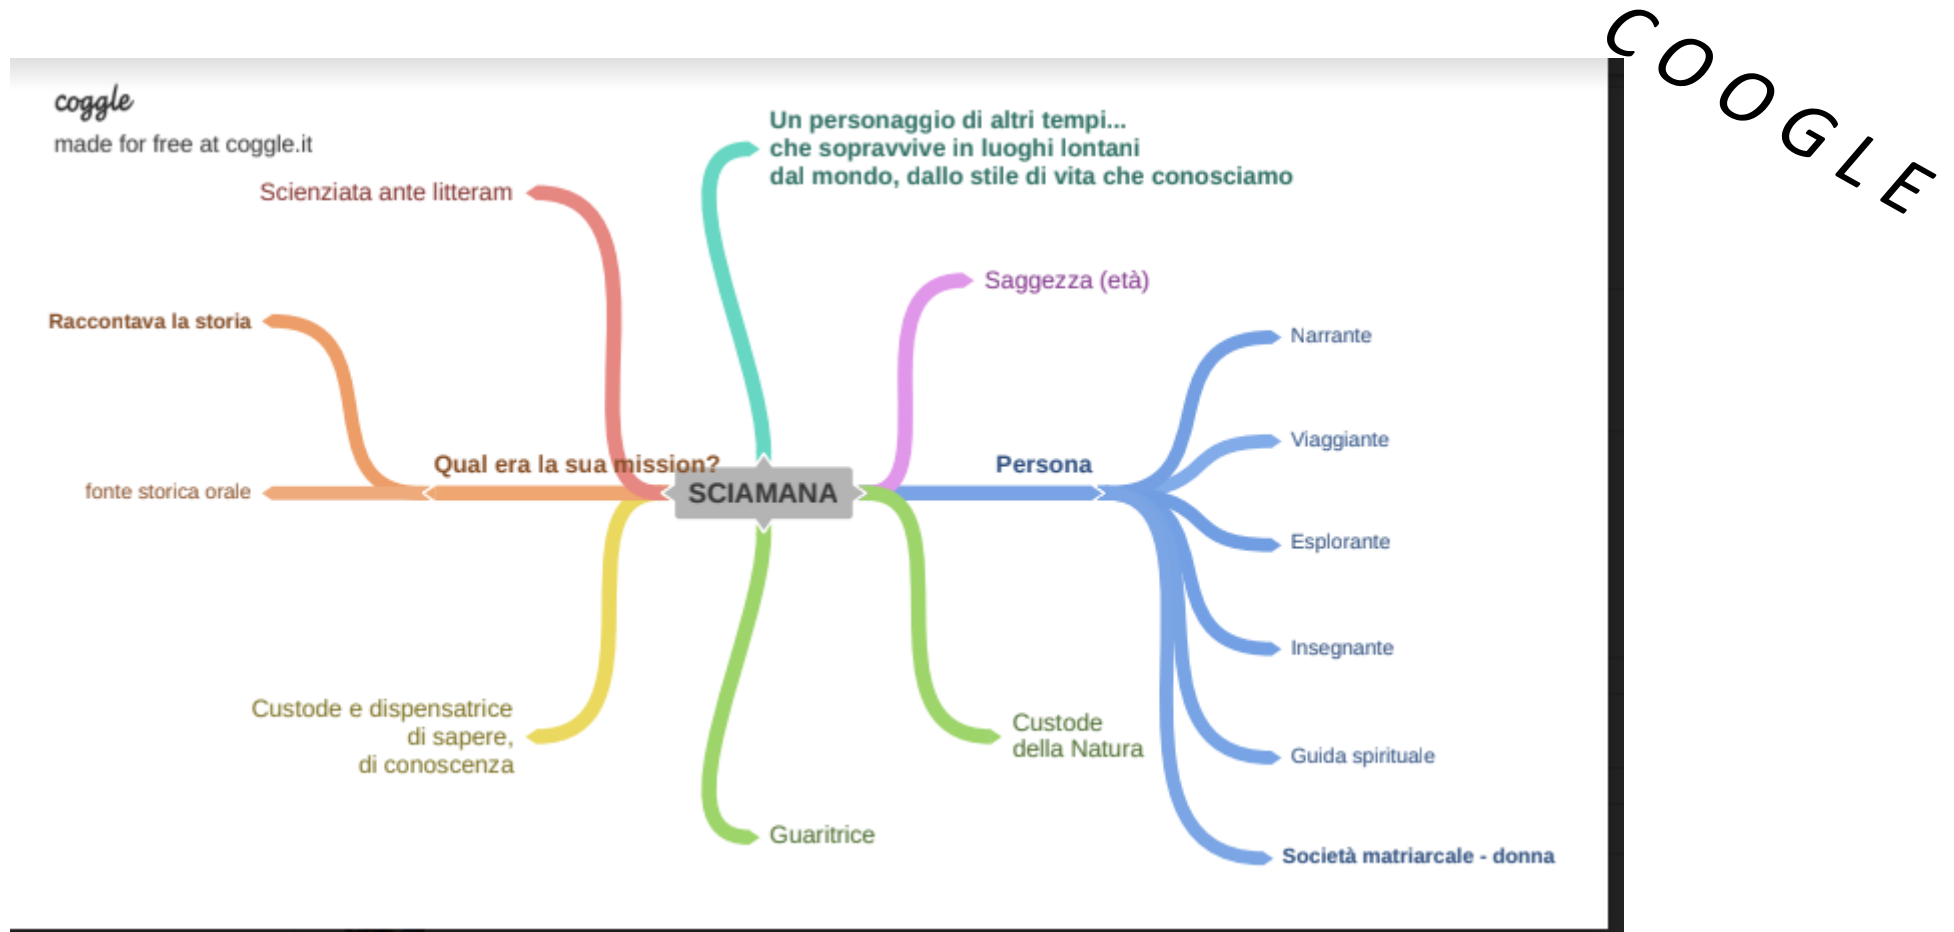 COOGLE
coggle
made for free at coggle.it
Un personaggio di altri tempi...
che sopravvive in luoghi lontani
dal mondo, dallo stile di vita che conosciamo
Scienziata ante litteram
Saggezza (età)
Raccontava la storia
Narrante
Viaggiante
Qual era la sua mission?
Persona
SCIAMANA
fonte storica orale
Esplorante
Insegnante
Custode e dispensatrice
di sapere,
di conoscenza
Custode
della Natura
Guida spirituale
Guaritrice
Società matriarcale - donna